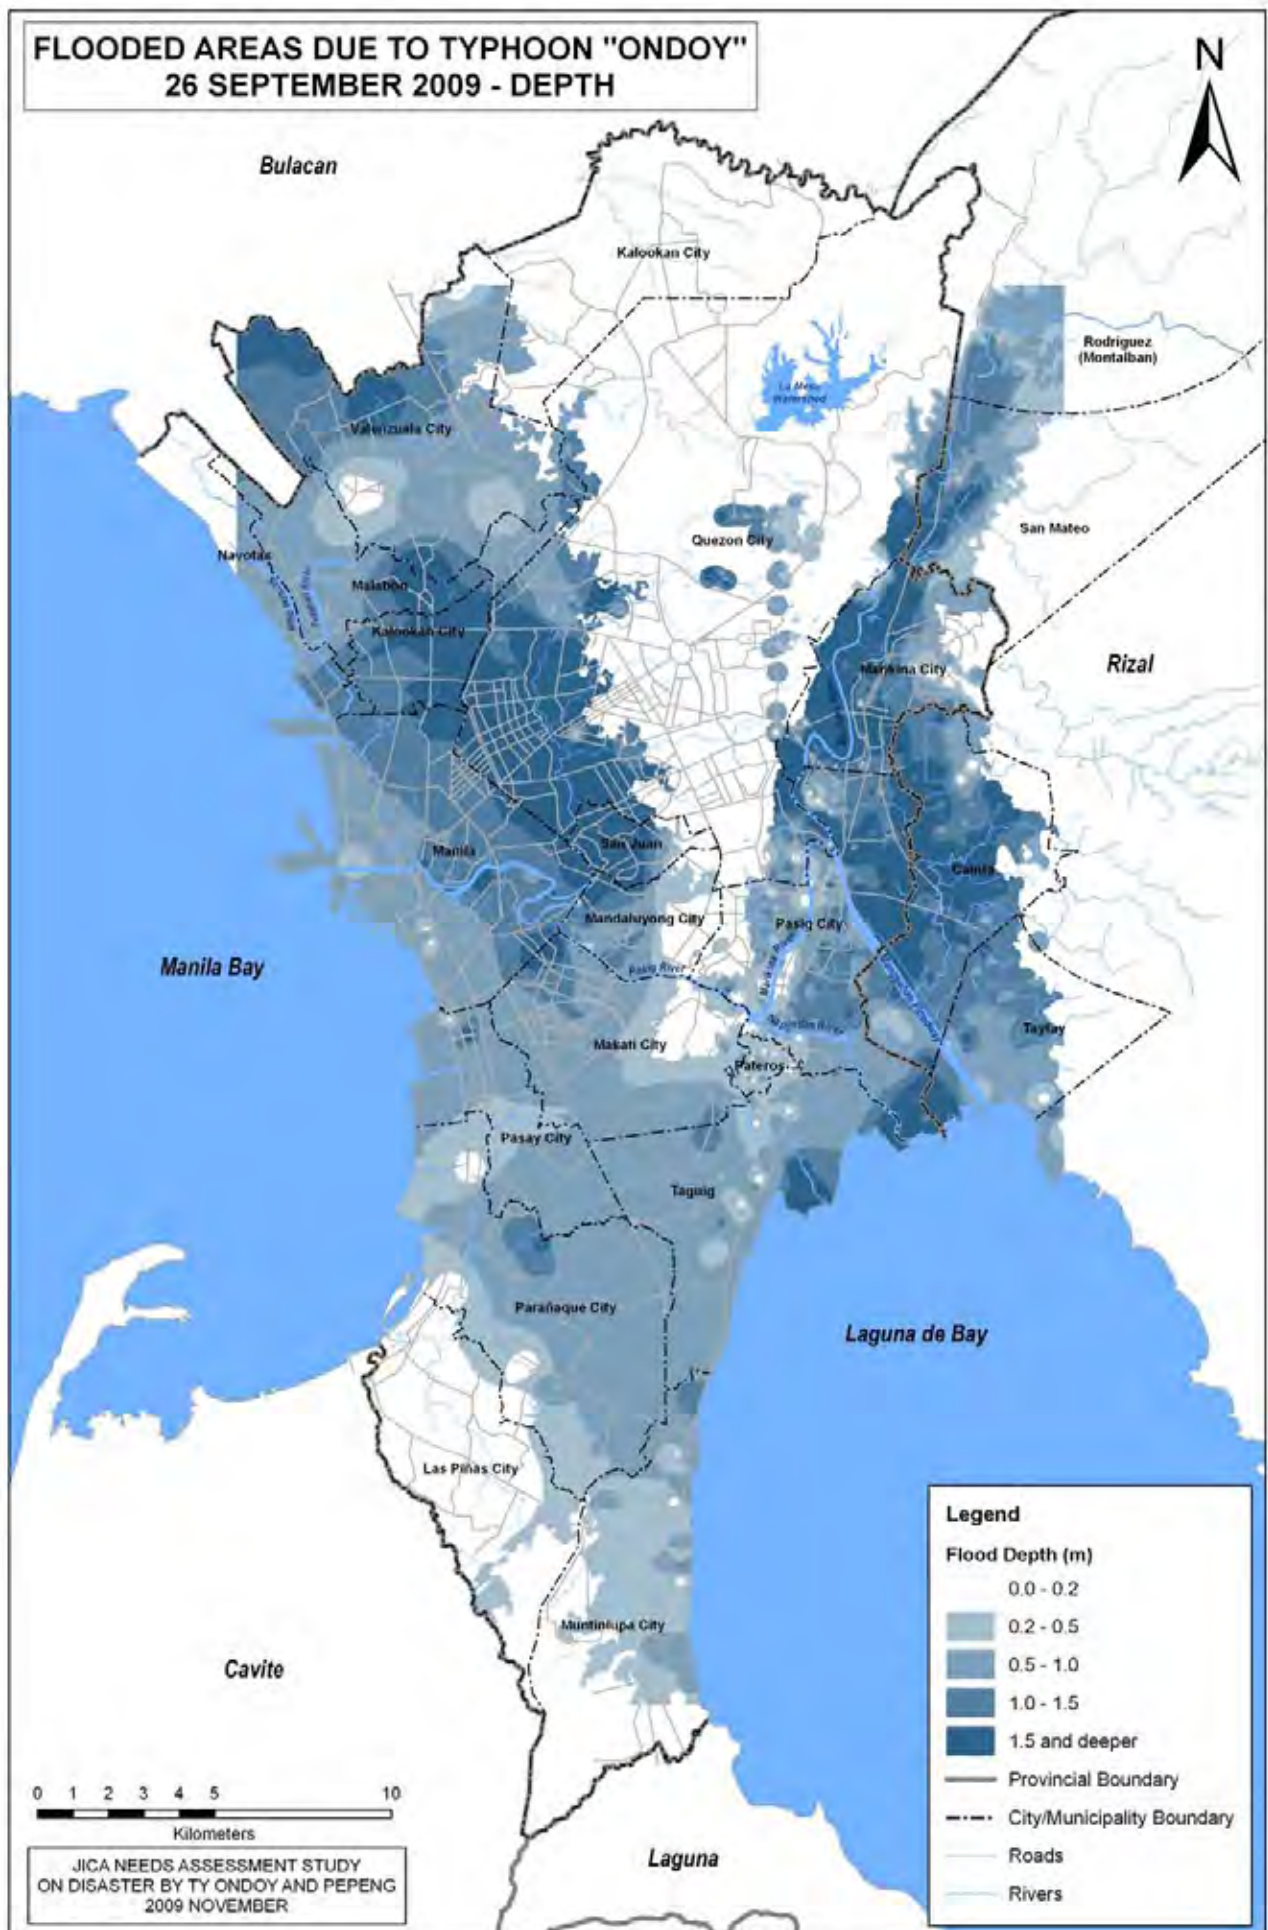 FLOODED AREAS DUE TO TYPHOON "ONDOY"
26 SEPTEMBER 2009 - DEPTH
N
Bulacan
Kalookan City
Rodriguez
(Montalban)
La Mesa
Watershed
Valenzuela City
San Mateo
Quezon City
Navotas
Malabon
Kalookan City
Rizal
Marikina City
Manila
San Juan
Cainta
Mandaluyong City
Pasig City
Manila Bay
Pasig River
Taytay
Makati City
Pateros
Pasay City
Taguig
Parañaque City
Laguna de Bay
Las Piñas City
Muntinlupa City
Cavite
Laguna
Legend
Flood Depth (m)
0.0 - 0.2
0.2 - 0.5
0.5 - 1.0
1.0 - 1.5
1.5 and deeper
Provincial Boundary
City/Municipality Boundary
Roads
Rivers
0 1 2 3 4 5 10
Kilometers
JICA NEEDS ASSESSMENT STUDY
ON DISASTER BY TY ONDOY AND PEPENG
2009 NOVEMBER